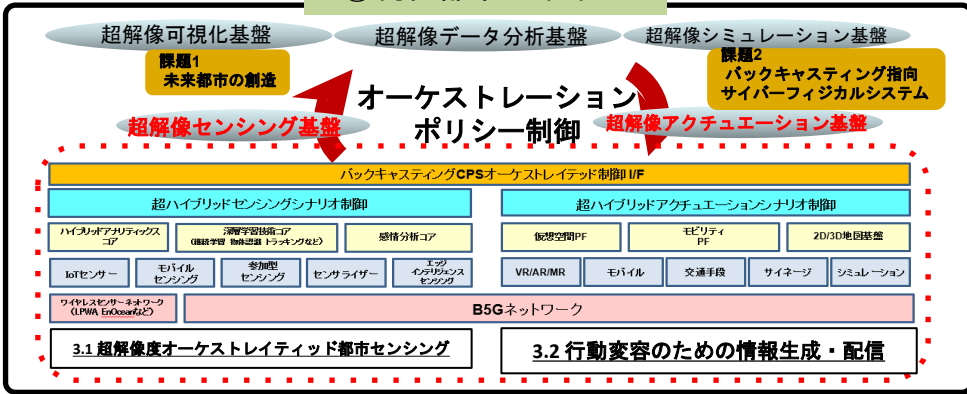 超解像可視化基盤
超解像データ分析基盤
超解像シミュレーション基盤
課題1
未来都市の創造
課題2
バックキャスティング指向
サイバーフィジカルシステム
オーケストレーション
ポリシー制御
超解像センシング基盤
超解像アクチュエーション基盤
バックキャスティングCPSオーケストレイテッド制御 I/F
超ハイブリッドセンシングシナリオ制御
超ハイブリッドアクチュエーションシナリオ制御
ハイブリッドアナリティックス
コア
深層学習技術コア
(継続学習 物体認識 トラッキングなど)
感情分析コア
仮想空間PF
モビリティ
PF
2D/3D地図基盤
IoTセンサー
モバイル
センシング
参加型
センシング
センサライザー
エッジ
インテリジェンス
センシング
VR/AR/MR
モバイル
交通手段
サイネージ
シミュレーション
ワイヤレスセンサーネットワーク
(LPWA, EnOceanなど)
B5Gネットワーク
3.1 超解像度オーケストレイティッド都市センシング
3.2 行動変容のための情報生成・配信